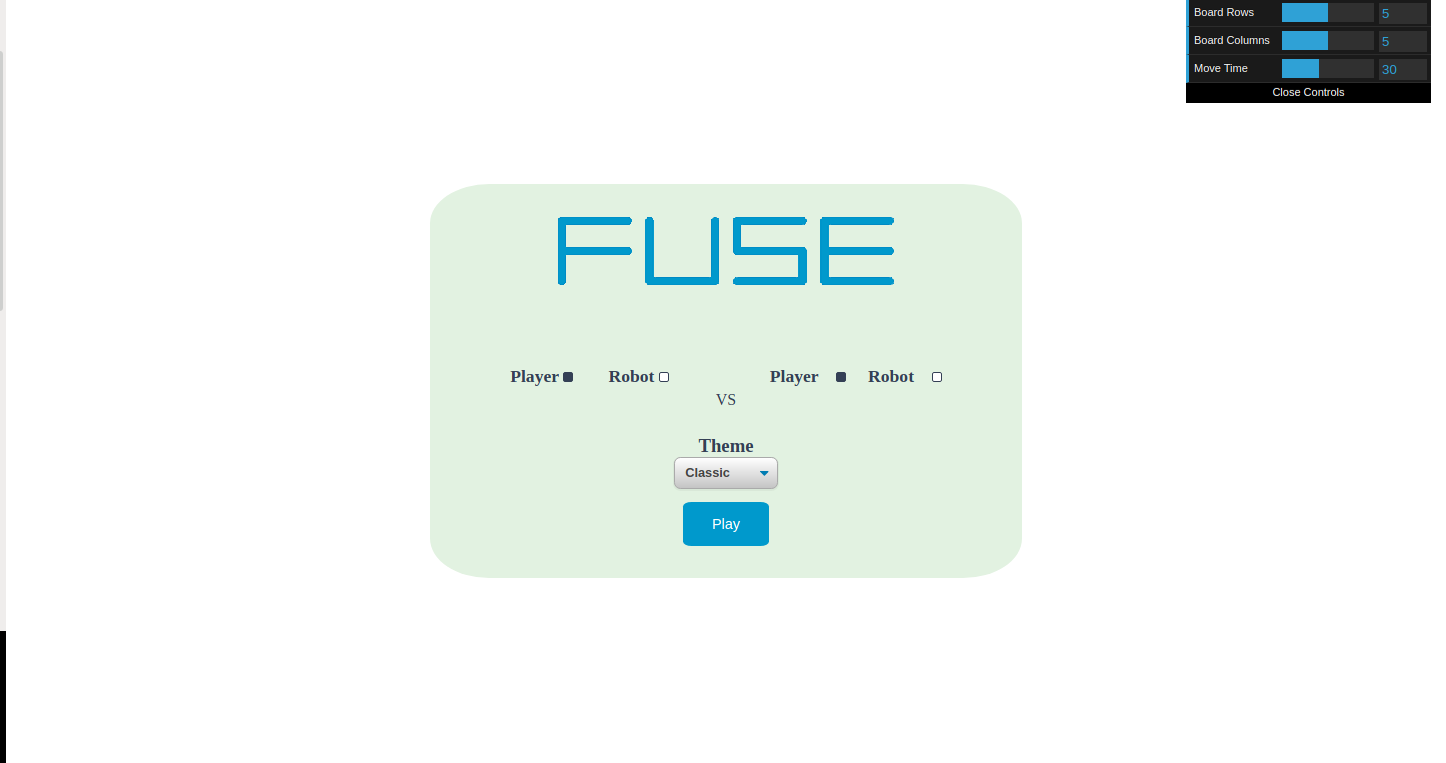 Board Rows 5
Board Columns 5
Move Time 30
Close Controls
FUSE
Player Robot Player Robot
VS
Theme
Classic
Play